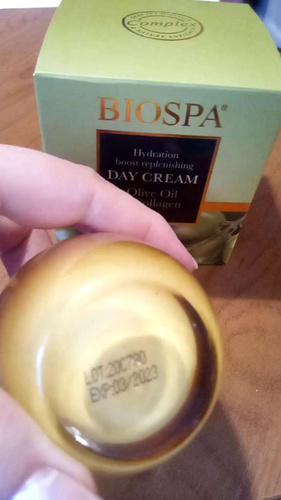 Complex
BIOSPA®
Hydration
boost replenishing
DAY CREAM
Olive Oil
Collagen
LOT:20C790
EXP:03/2023